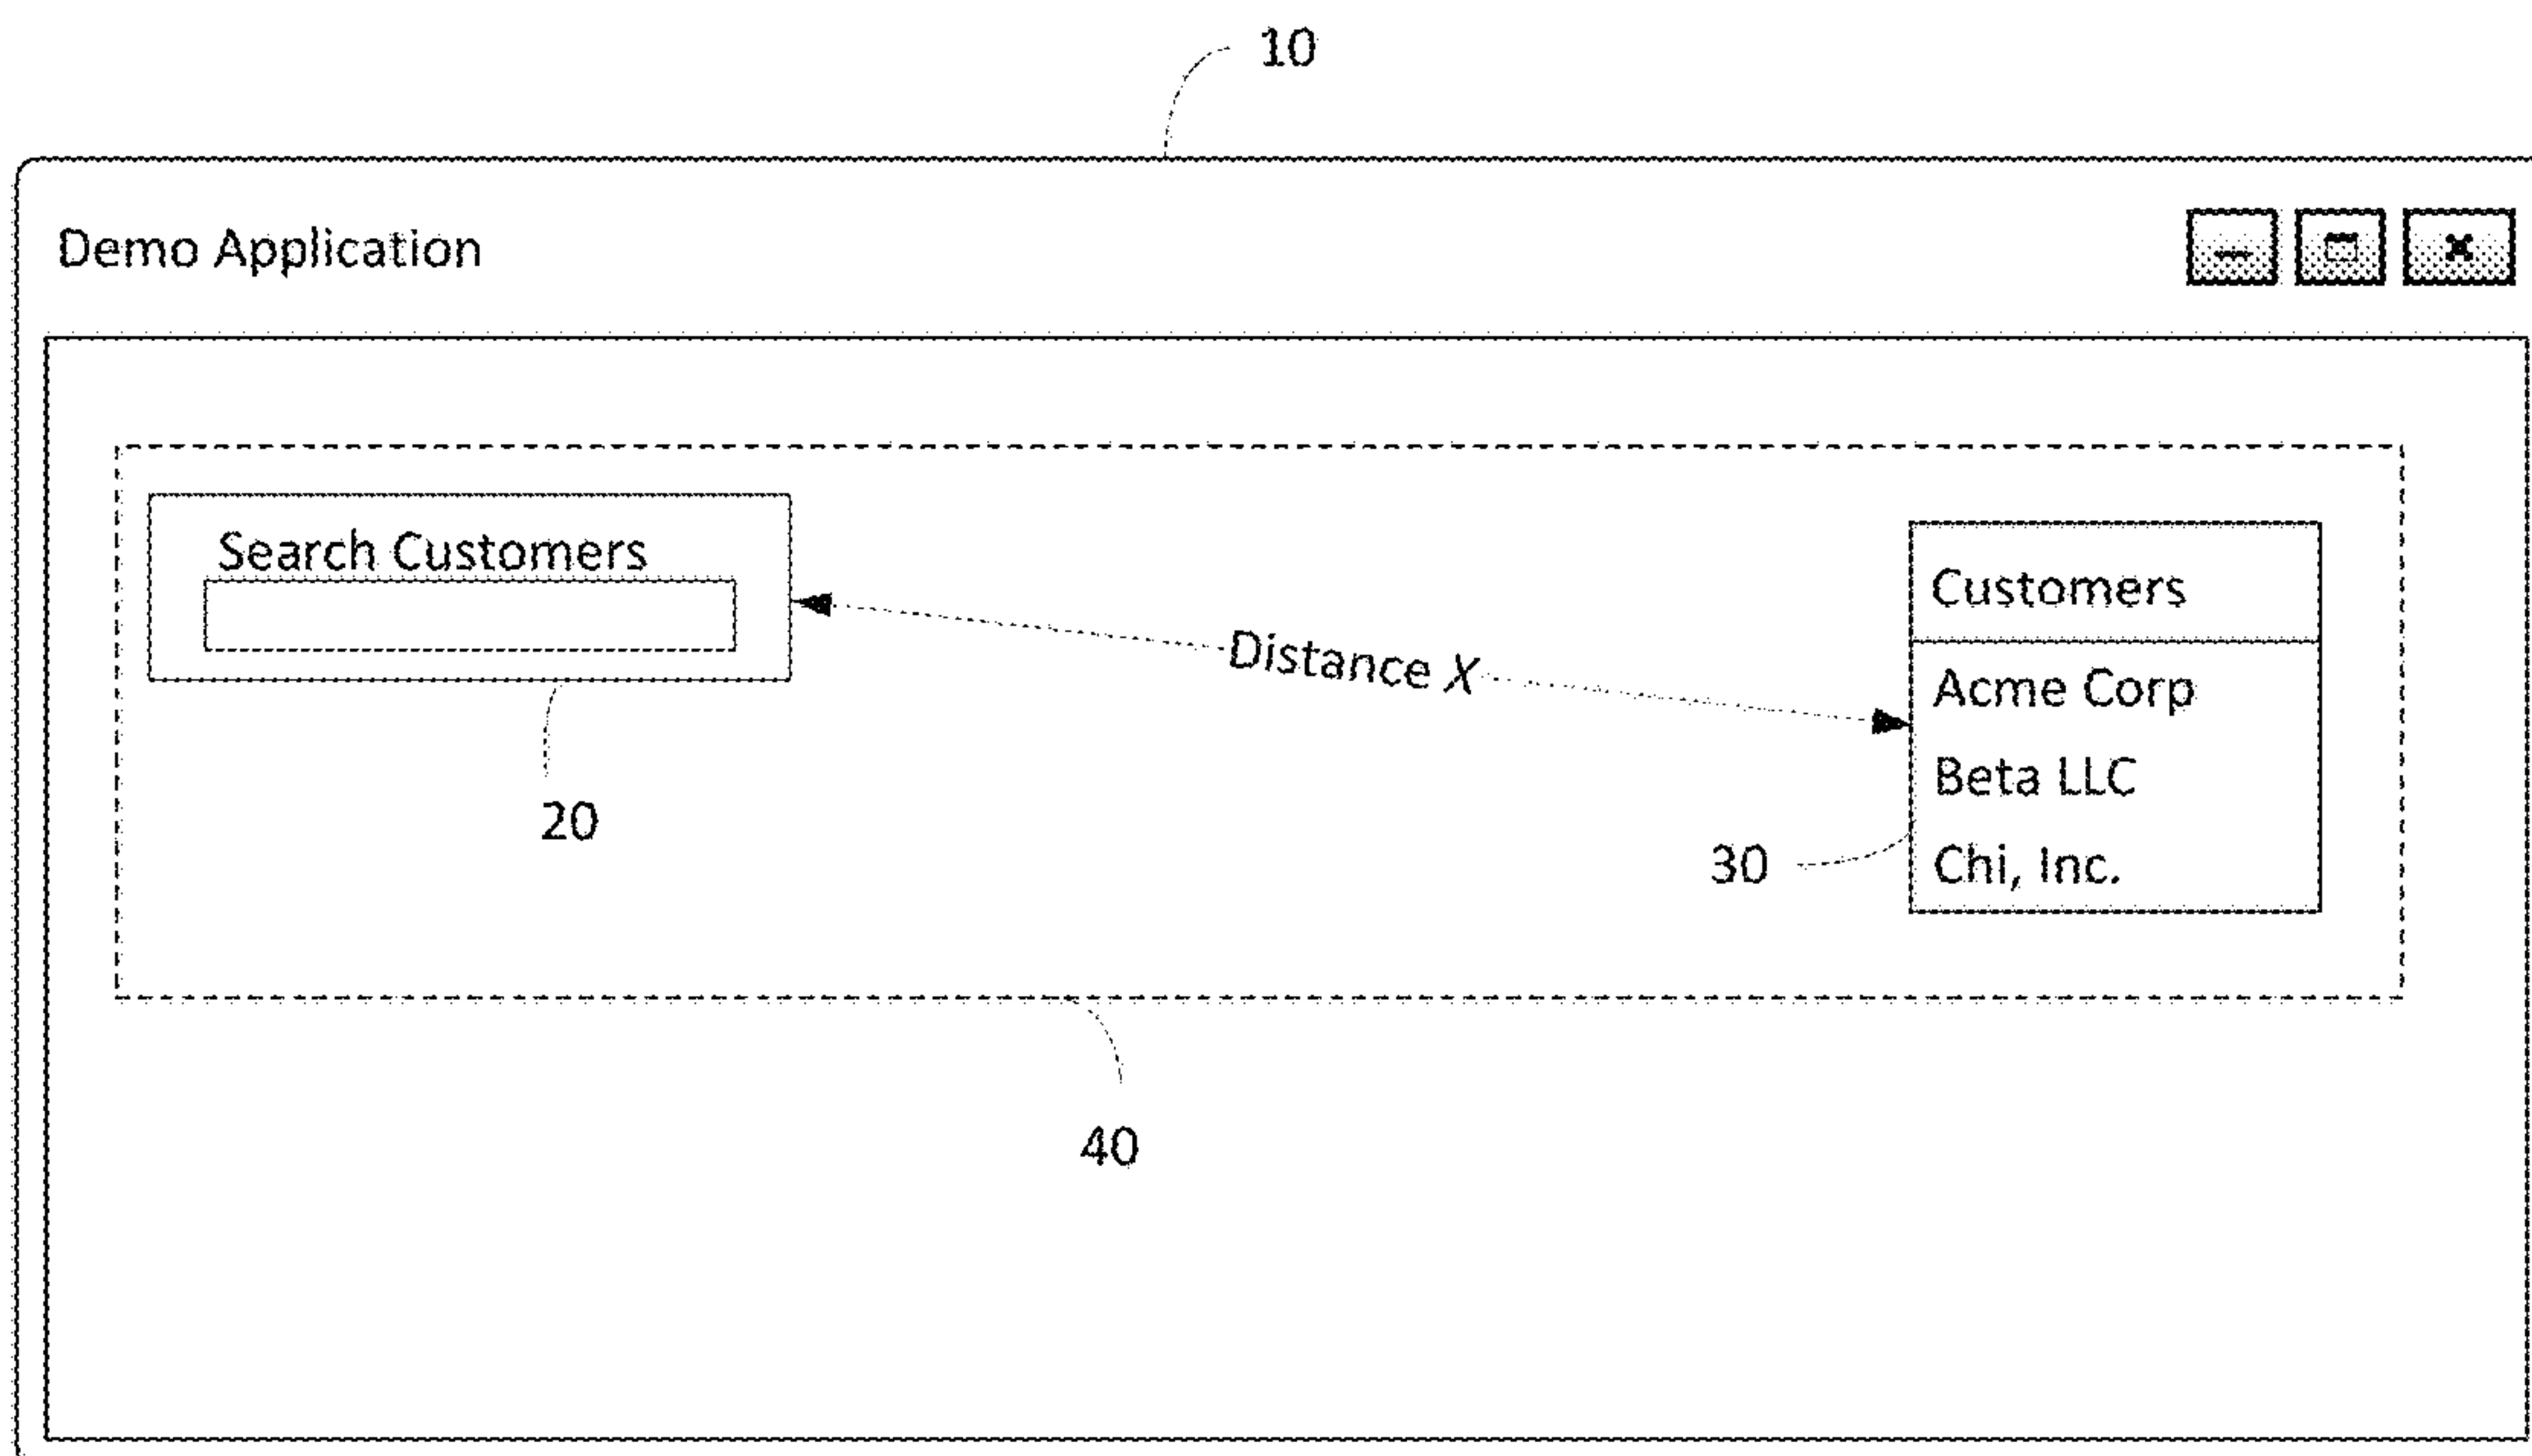 10
Demo Application
Search Customers
Distance X
Customers
Acme Corp
Beta LLC
Chi, Inc.
20
30
40